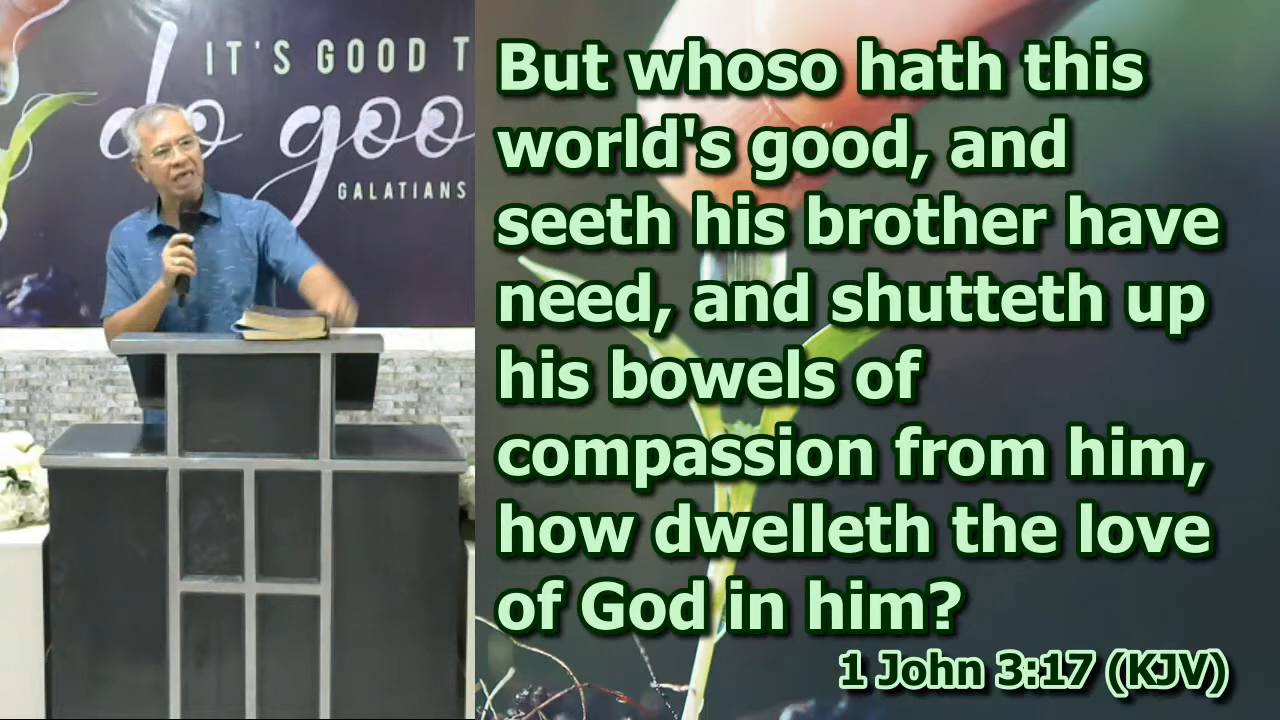 IT'S GOOD T
do goo
GALATIANS
But whoso hath this
world's good, and
seeth his brother have
need, and shutteth up
his bowels of
compassion from him,
how dwelleth the love
of God in him?
1 John 3:17 (KJV)